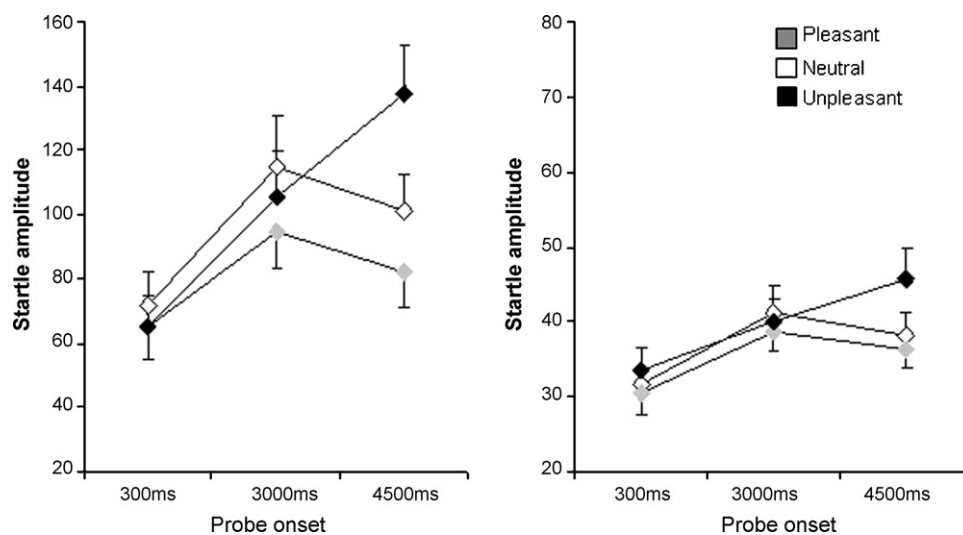 Startle amplitude
160
140
120
100
80
60
40
20
300ms 3000ms 4500ms
Probe onset
Startle amplitude
80
70
60
50
40
30
20
300ms 3000ms 4500ms
Probe onset
Pleasant
Neutral
Unpleasant